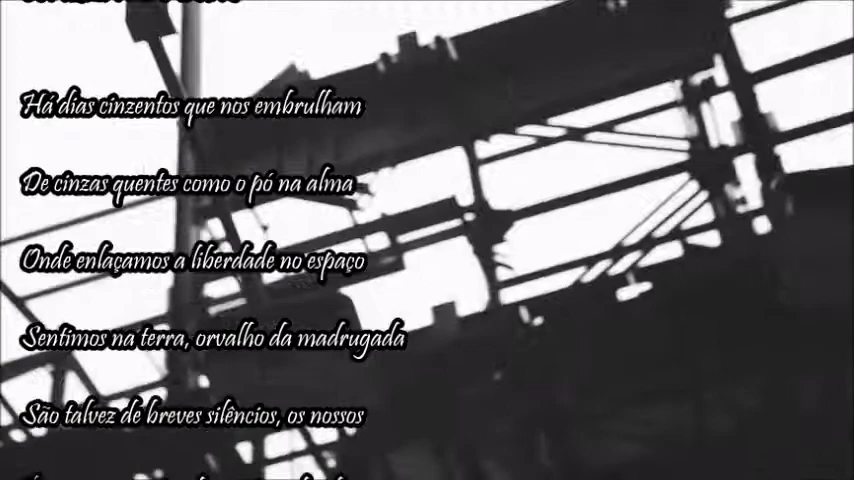 Há dias cinzentos que nos embrulham
De cinzas quentes como o pó na alma
Onde enlaçamos a liberdade no espaço
Sentimos na terra, orvalho da madrugada
São talvez de breves silêncios, os nossos